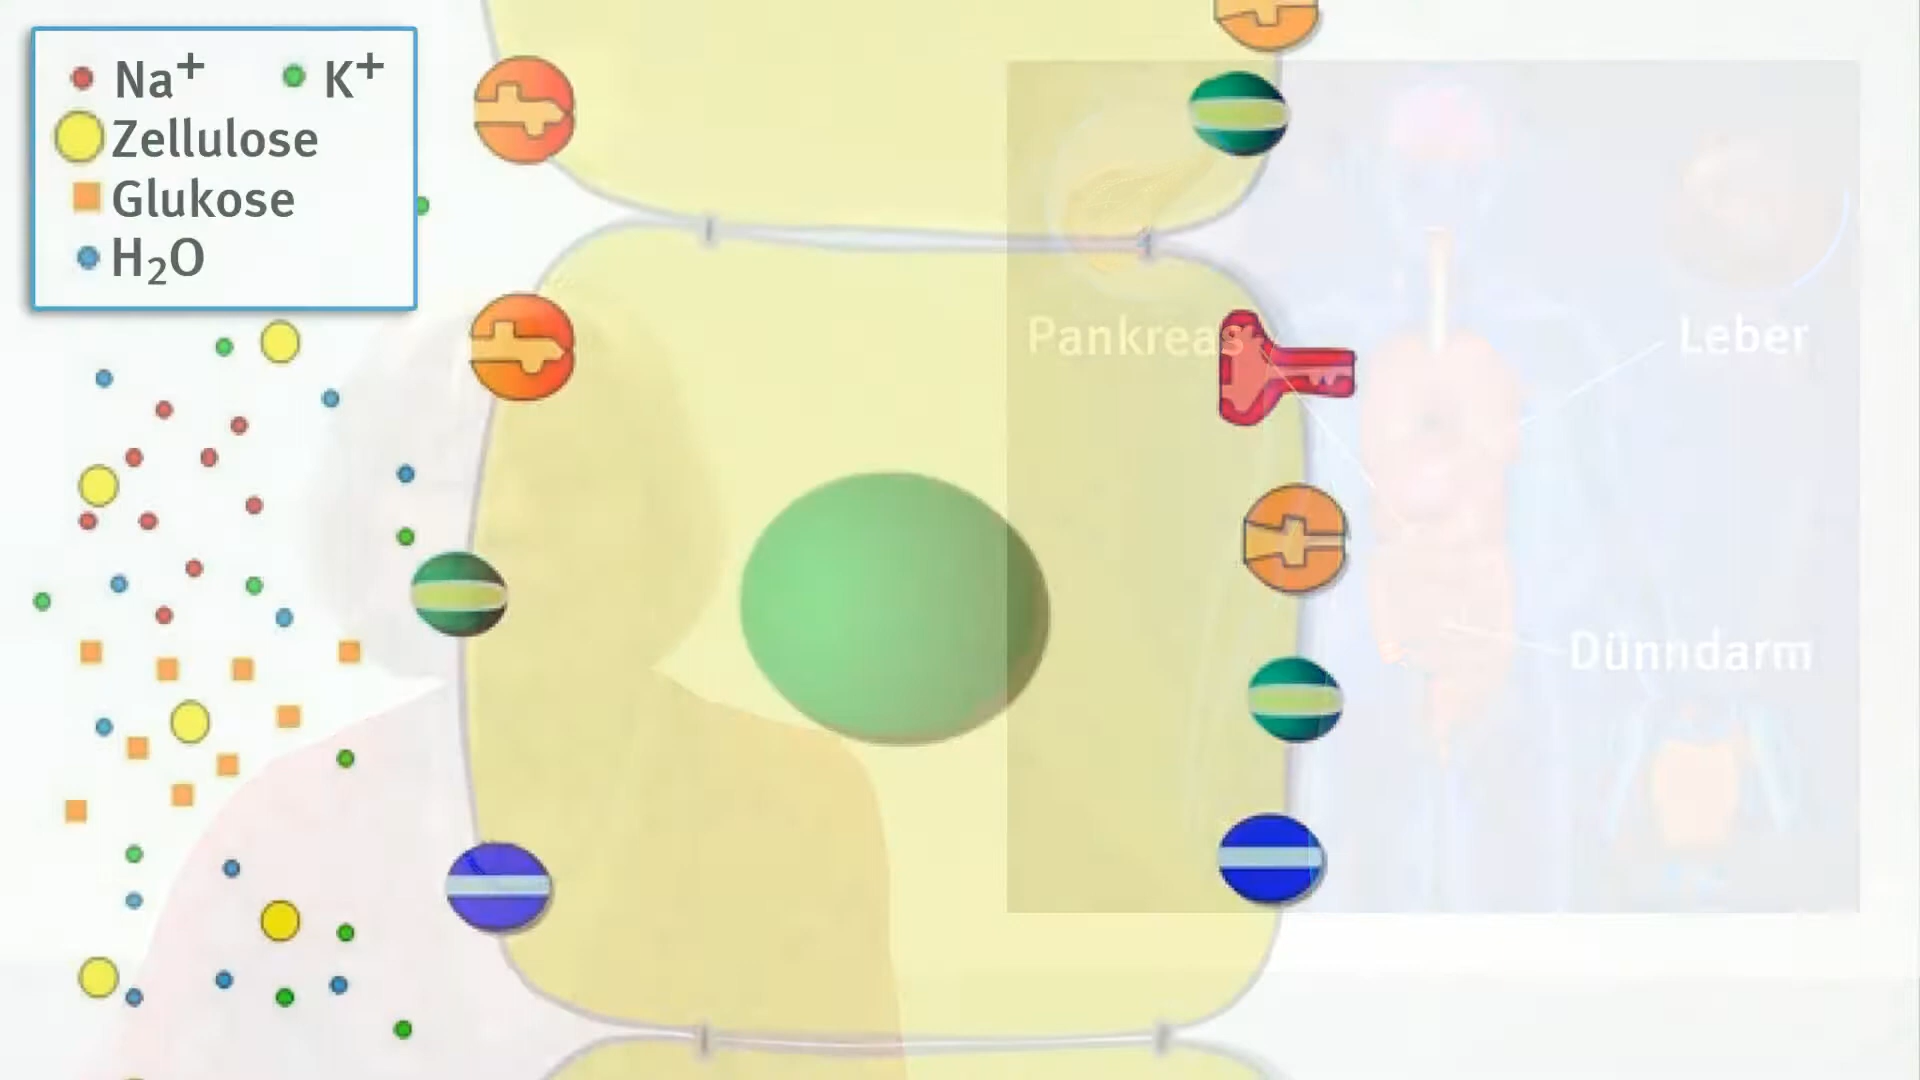 Na⁺ K⁺
Zellulose
Glukose
H₂O
Pankreas
Leber
Dünndarm